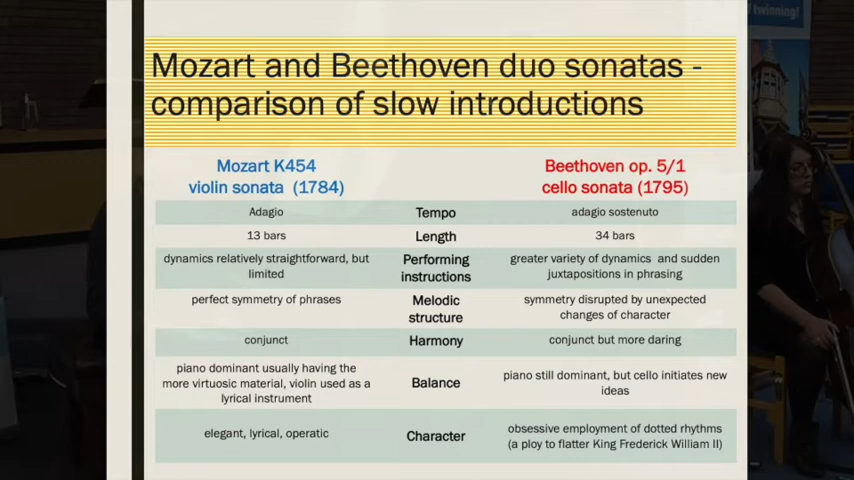 twinning!
Mozart and Beethoven duo sonatas -
comparison of slow introductions
Mozart K454
violin sonata (1784)
Beethoven op. 5/1
cello sonata (1795)
Adagio
Tempo
adagio sostenuto
13 bars
Length
34 bars
dynamics relatively straightforward, but
limited
Performing
instructions
greater variety of dynamics and sudden
juxtapositions in phrasing
perfect symmetry of phrases
Melodic
structure
symmetry disrupted by unexpected
changes of character
conjunct
Harmony
conjunct but more daring
piano dominant usually having the
more virtuosic material, violin used as a
lyrical instrument
Balance
piano still dominant, but cello initiates new
ideas
elegant, lyrical, operatic
Character
obsessive employment of dotted rhythms
(a ploy to flatter King Frederick William II)